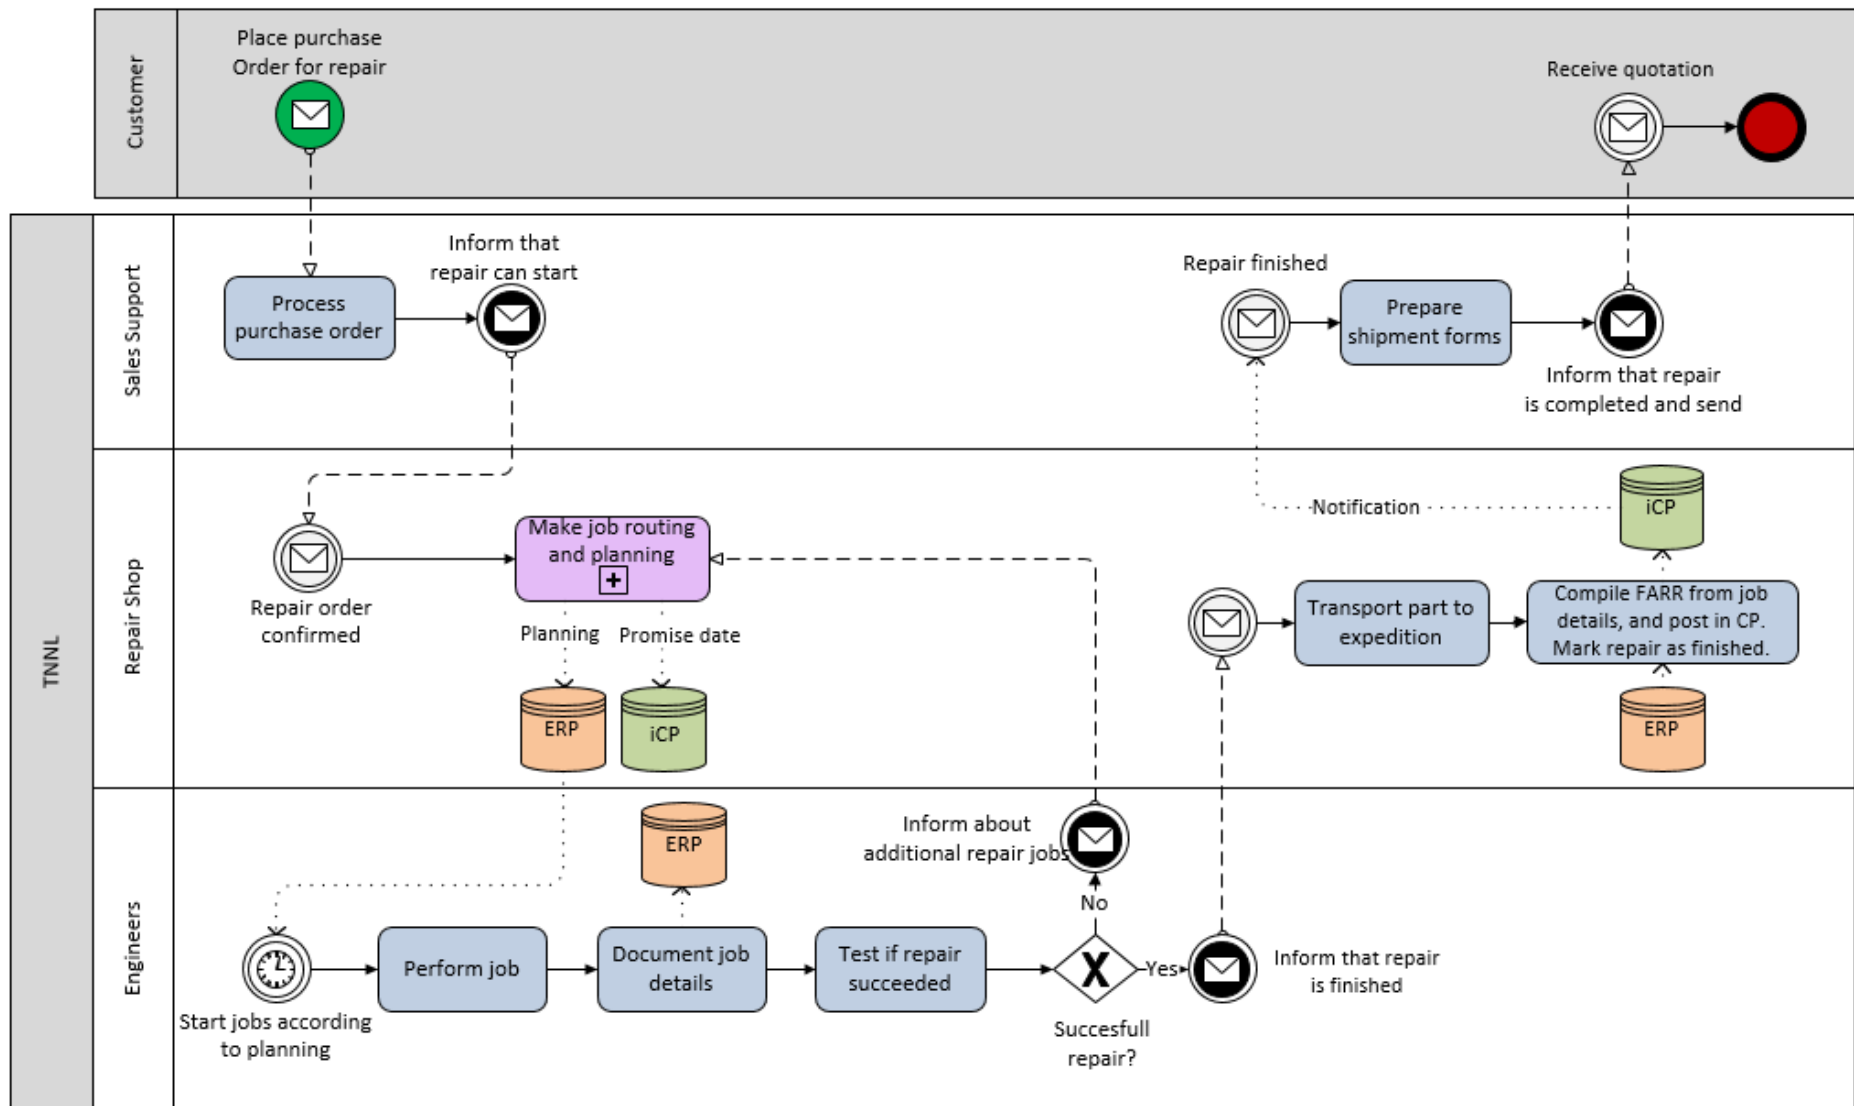 Customer
Place purchase
Order for repair
Receive quotation
TNNL
Sales Support
Process
purchase order
Inform that
repair can start
Repair finished
Prepare
shipment forms
Inform that repair
is completed and send
Repair Shop
Repair order
confirmed
Make job routing
and planning
Planning
Promise date
ERP
iCP
Notification
iCP
Transport part to
expedition
Compile FARR from job
details, and post in CP.
Mark repair as finished.
ERP
Engineers
Start jobs according
to planning
Perform job
Document job
details
ERP
Test if repair
succeeded
Inform about
additional repair jobs
No
X
Yes
Succesfull
repair?
Inform that repair
is finished